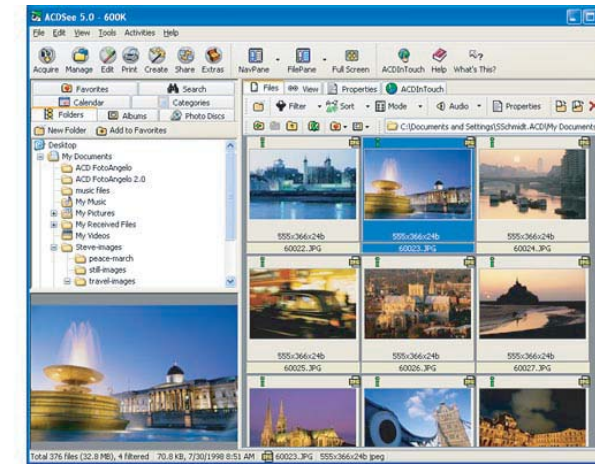 ACDSee 5.0 - 600K
File Edit View Tools Activities Help
Acquire Manage Edit Print Create Share Extras NavPane FilePane Full Screen ACDInTouch Help What's This?
Favorites Search
Calendar Categories
Folders Albums Photo Discs
New Folder Add to Favorites
Desktop
My Documents
ACD FotoAngelo
ACD FotoAngelo 2.0
music files
My Music
My Pictures
My Received Files
My Videos
Steve-images
peace-march
still-images
travel-images
Files View Properties ACDInTouch
Filter Sort Mode Audio Properties
C:\Documents and Settings\SSchmidt.ACD\My Documents
555x366x24b 555x366x24b 555x366x24b
60022.JPG 60023.JPG 60024.JPG
555x366x24b 555x366x24b 555x366x24b
60025.JPG 60026.JPG 60027.JPG
Total 376 files (32.8 MB), 4 filtered 70.8 KB, 7/30/1998 8:51 AM 60023.JPG 555x366x24b jpeg